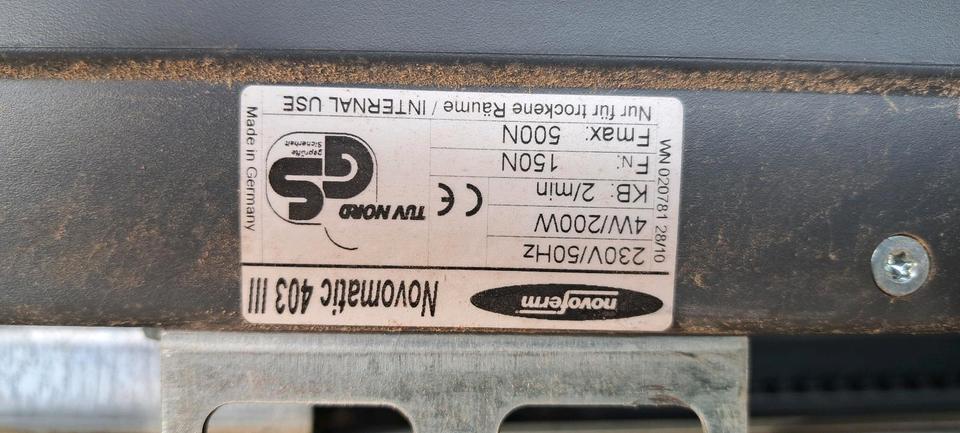 novoferm Novomatic 403 III
230V/50Hz
4W/200W
KB: 2/min
FN: 150N
Fmax: 500N
Nur für trockene Räume / INTERNAL USE
CE
TÜV NORD
GS
geprüfte
Sicherheit
WN 020781 28/10
Made in Germany